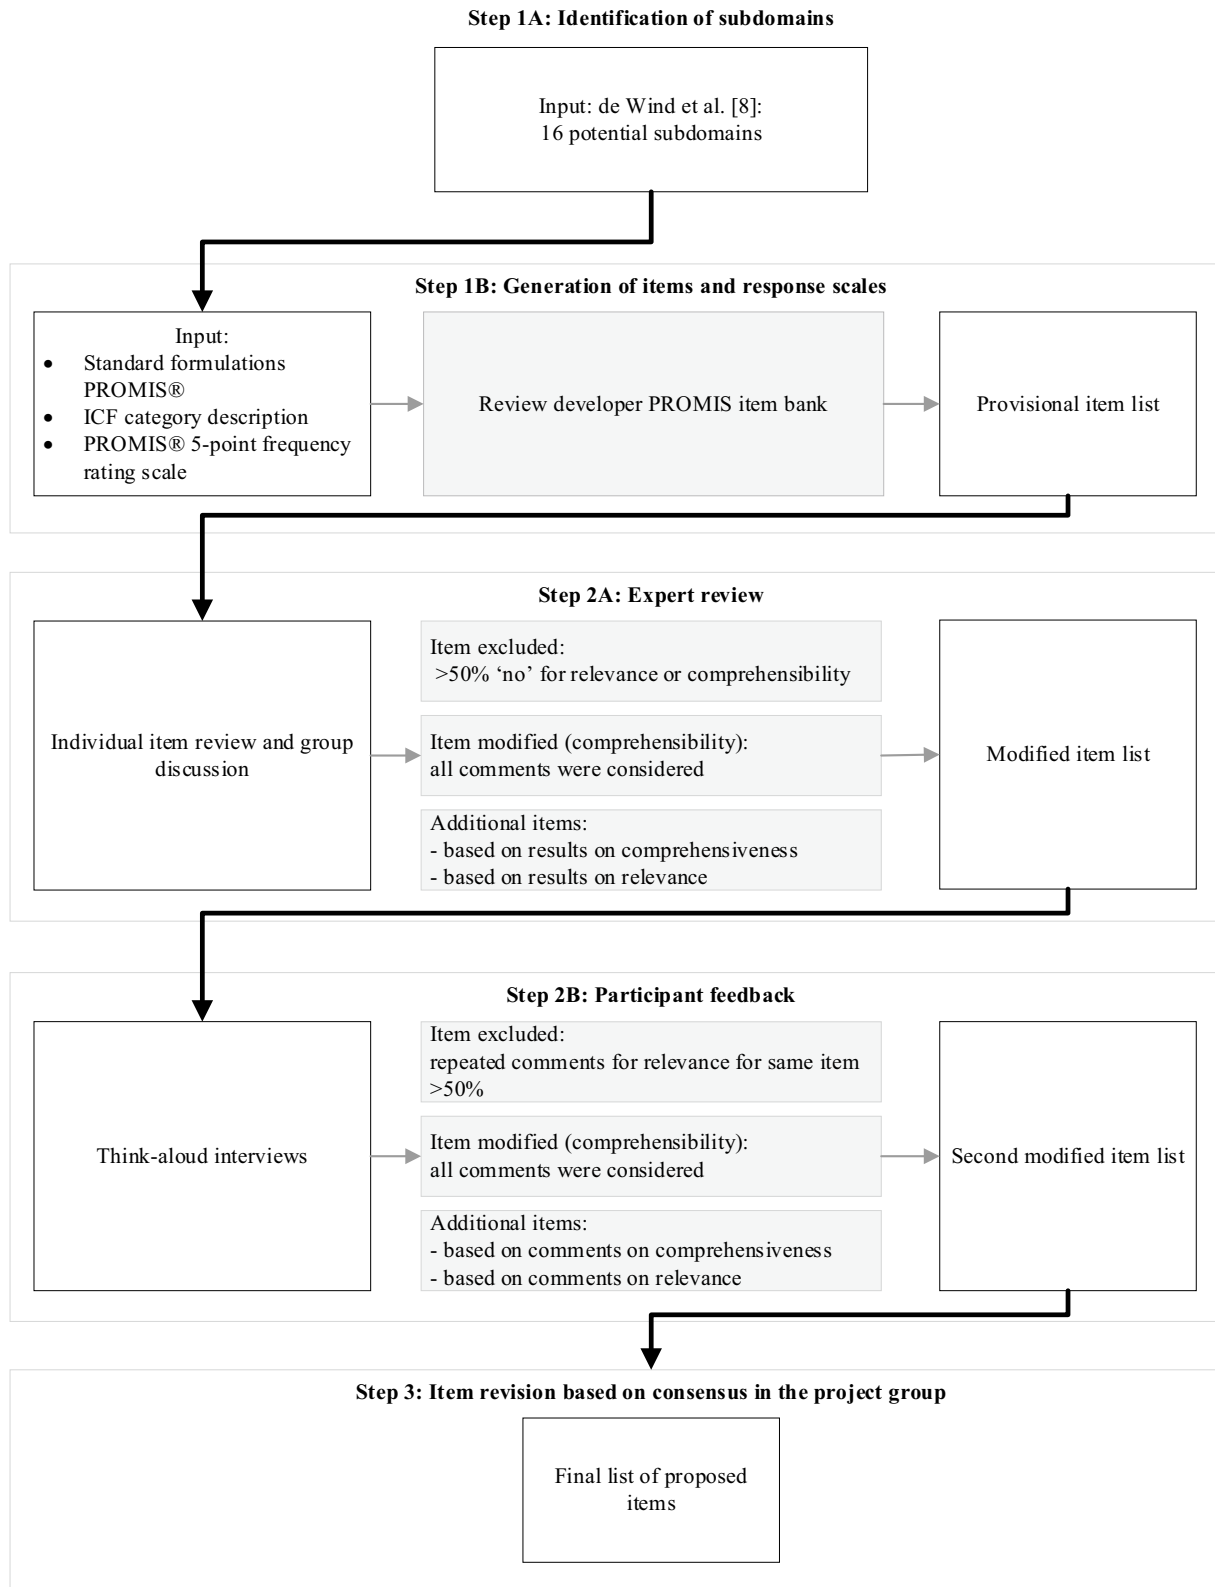 Step 1A: Identification of subdomains
Input: de Wind et al. [8]:
16 potential subdomains
Step 1B: Generation of items and response scales
Input:
• Standard formulations
PROMIS®
• ICF category description
• PROMIS® 5-point frequency
rating scale
Review developer PROMIS item bank
Provisional item list
Step 2A: Expert review
Individual item review and group
discussion
Item excluded:
>50% ‘no’ for relevance or comprehensibility
Item modified (comprehensibility):
all comments were considered
Additional items:
- based on results on comprehensiveness
- based on results on relevance
Modified item list
Step 2B: Participant feedback
Think-aloud interviews
Item excluded:
repeated comments for relevance for same item
>50%
Item modified (comprehensibility):
all comments were considered
Additional items:
- based on comments on comprehensiveness
- based on comments on relevance
Second modified item list
Step 3: Item revision based on consensus in the project group
Final list of proposed
items